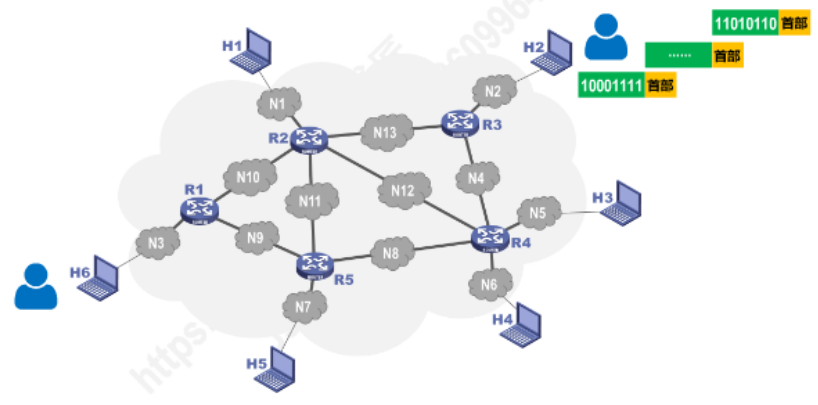 11010110 首部
H1
H2
...... 首部
10001111 首部
N1
N2
R2
N13
R3
N10
N12
N4
R1
N11
H3
N5
N3
N9
R4
N8
H6
R5
N6
N7
H4
H5
https